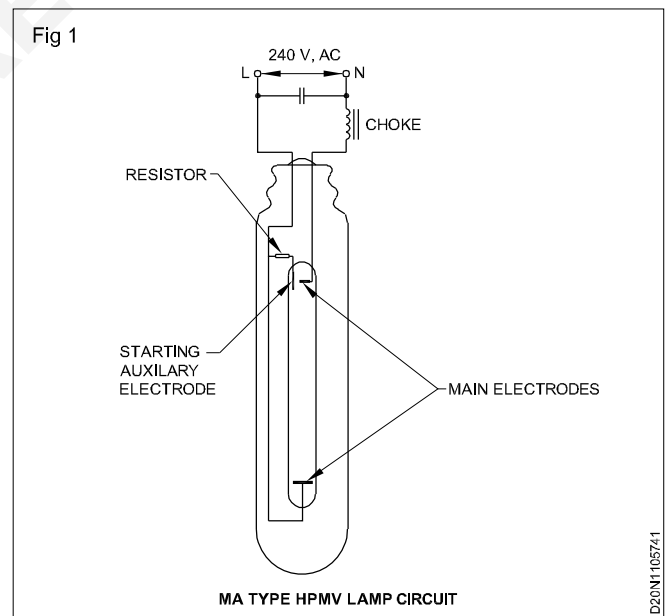 Fig 1
240 V, AC
L
N
CHOKE
RESISTOR
STARTING
AUXILARY
ELECTRODE
MAIN ELECTRODES
MA TYPE HPMV LAMP CIRCUIT
D20N1105741